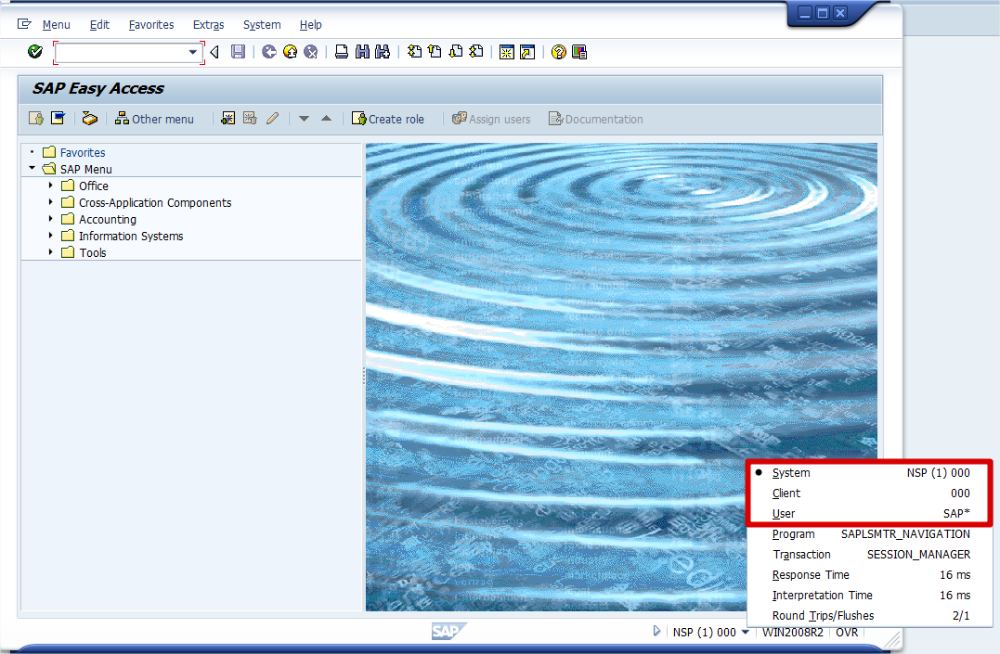 Menu Edit Favorites Extras System Help
SAP Easy Access
Other menu Create role Assign users Documentation
Favorites
SAP Menu
Office
Cross-Application Components
Accounting
Information Systems
Tools
System NSP (1) 000
Client 000
User SAP*
Program SAPLSMTR_NAVIGATION
Transaction SESSION_MANAGER
Response Time 16 ms
Interpretation Time 16 ms
Round Trips/Flushes 2/1
SAP NSP (1) 000 WIN2008R2 OVR